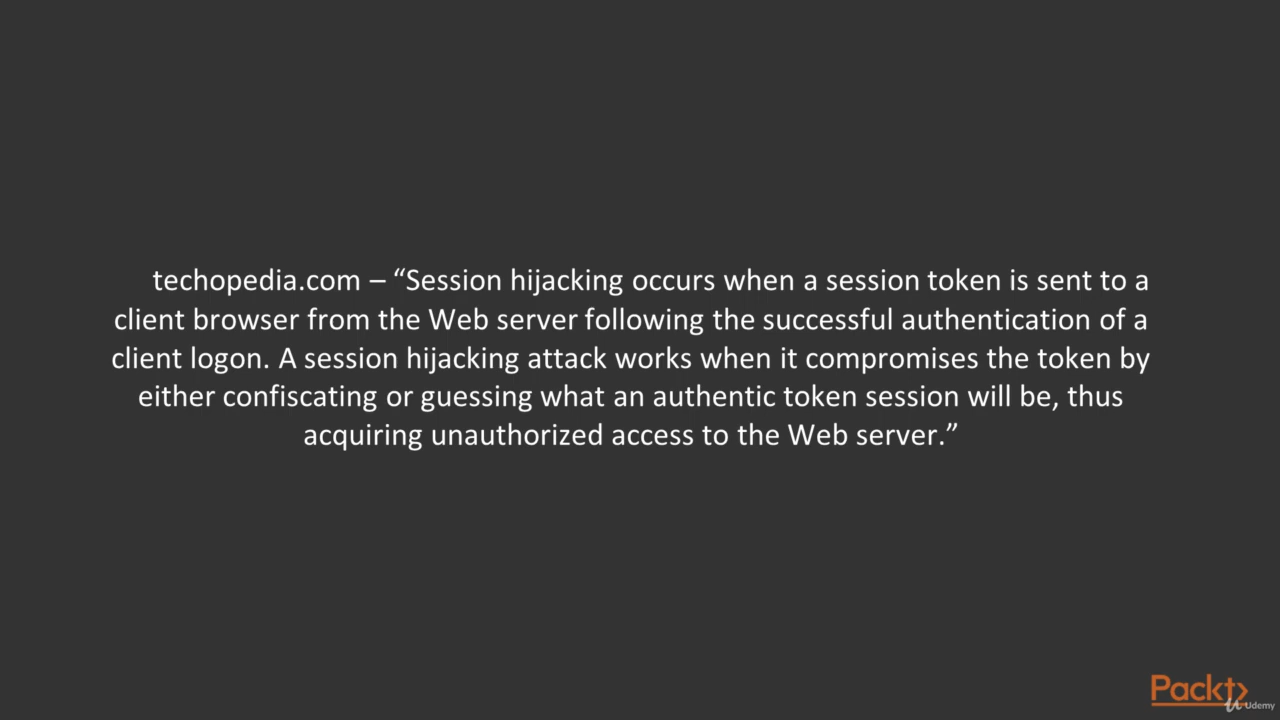 techopedia.com – “Session hijacking occurs when a session token is sent to a
client browser from the Web server following the successful authentication of a
client logon. A session hijacking attack works when it compromises the token by
either confiscating or guessing what an authentic token session will be, thus
acquiring unauthorized access to the Web server.”
Packt
Udemy